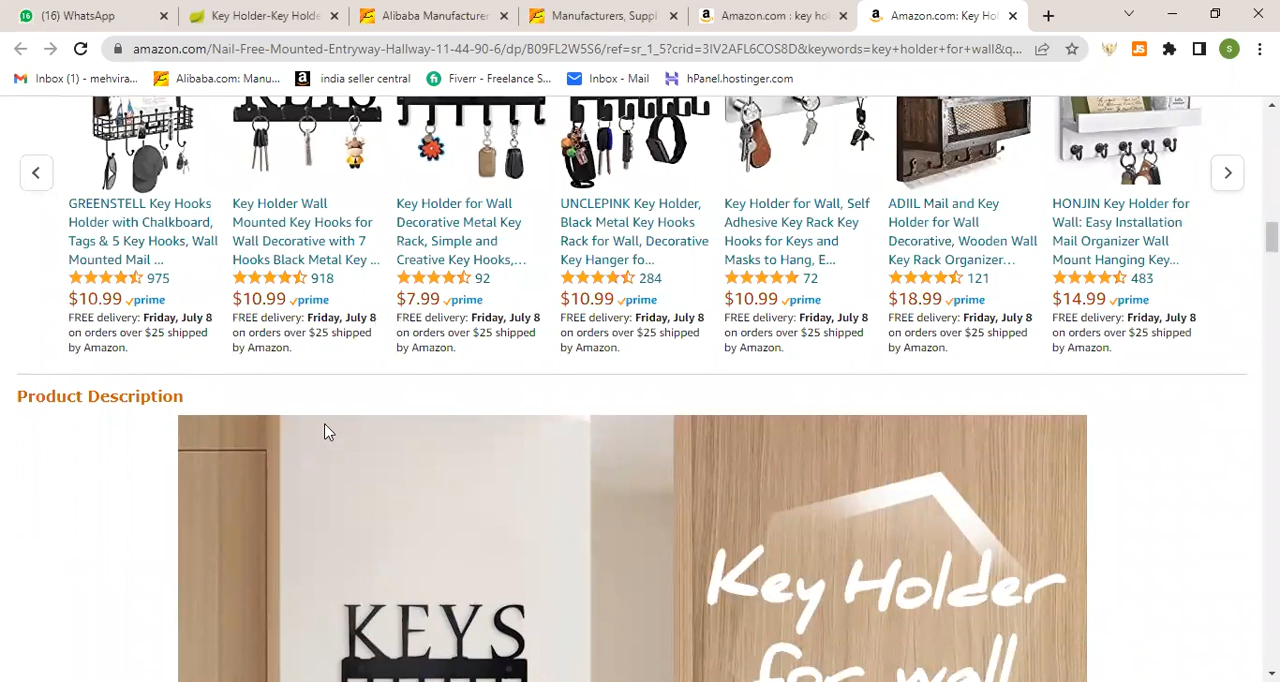 (16) WhatsApp
Key Holder-Key Holde
Alibaba Manufacturer
Manufacturers, Suppl
Amazon.com : key hol
Amazon.com: Key Hol
amazon.com/Nail-Free-Mounted-Entryway-Hallway-11-44-90-6/dp/B09FL2W5S6/ref=sr_1_5?crid=3IV2AFL6COS8D&keywords=key+holder+for+wall&q...
JS
S
Inbox (1) - mehvira...
Alibaba.com: Manu...
india seller central
Fiverr - Freelance S...
Inbox - Mail
hPanel.hostinger.com
KEYS
GREENSTELL Key Hooks
Holder with Chalkboard,
Tags & 5 Key Hooks, Wall
Mounted Mail ...
975
$10.99 prime
FREE delivery: Friday, July 8
on orders over $25 shipped
by Amazon.
Key Holder Wall
Mounted Key Hooks for
Wall Decorative with 7
Hooks Black Metal Key ...
918
$10.99 prime
FREE delivery: Friday, July 8
on orders over $25 shipped
by Amazon.
Key Holder for Wall
Decorative Metal Key
Rack, Simple and
Creative Key Hooks,...
92
$7.99 prime
FREE delivery: Friday, July 8
on orders over $25 shipped
by Amazon.
UNCLEPINK Key Holder,
Black Metal Key Hooks
Rack for Wall, Decorative
Key Hanger fo...
284
$10.99 prime
FREE delivery: Friday, July 8
on orders over $25 shipped
by Amazon.
Key Holder for Wall, Self
Adhesive Key Rack Key
Hooks for Keys and
Masks to Hang, E...
72
$10.99 prime
FREE delivery: Friday, July 8
on orders over $25 shipped
by Amazon.
ADIIL Mail and Key
Holder for Wall
Decorative, Wooden Wall
Key Rack Organizer...
121
$18.99 prime
FREE delivery: Friday, July 8
on orders over $25 shipped
by Amazon.
HONJIN Key Holder for
Wall: Easy Installation
Mail Organizer Wall
Mount Hanging Key...
483
$14.99 prime
FREE delivery: Friday, July 8
on orders over $25 shipped
by Amazon.
Product Description
KEYS
Key Holder
for wall